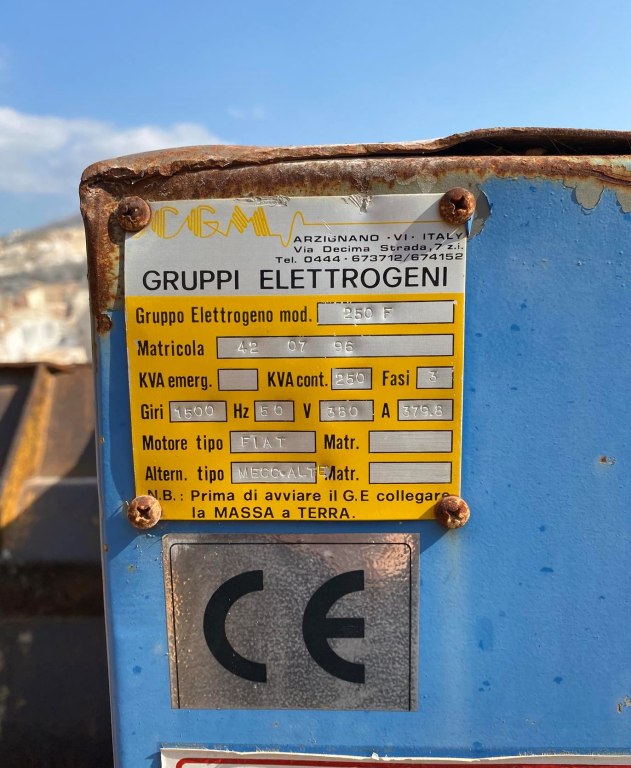 CGM
ARZIGNANO - VI - ITALY
Via Decima Strada, 7 z.i.
Tel. 0444 - 673712/674152
GRUPPI ELETTROGENI
Gruppo Elettrogeno mod. 250 F
Matricola 42 07 96
KVA emerg. KVA cont. 250 Fasi 3
Giri 1500 Hz 50 V 380 A 379.8
Motore tipo FIAT Matr.
Altern. tipo MECC.ALTE Matr.
N.B.: Prima di avviare il G.E collegare
la MASSA a TERRA.
CE